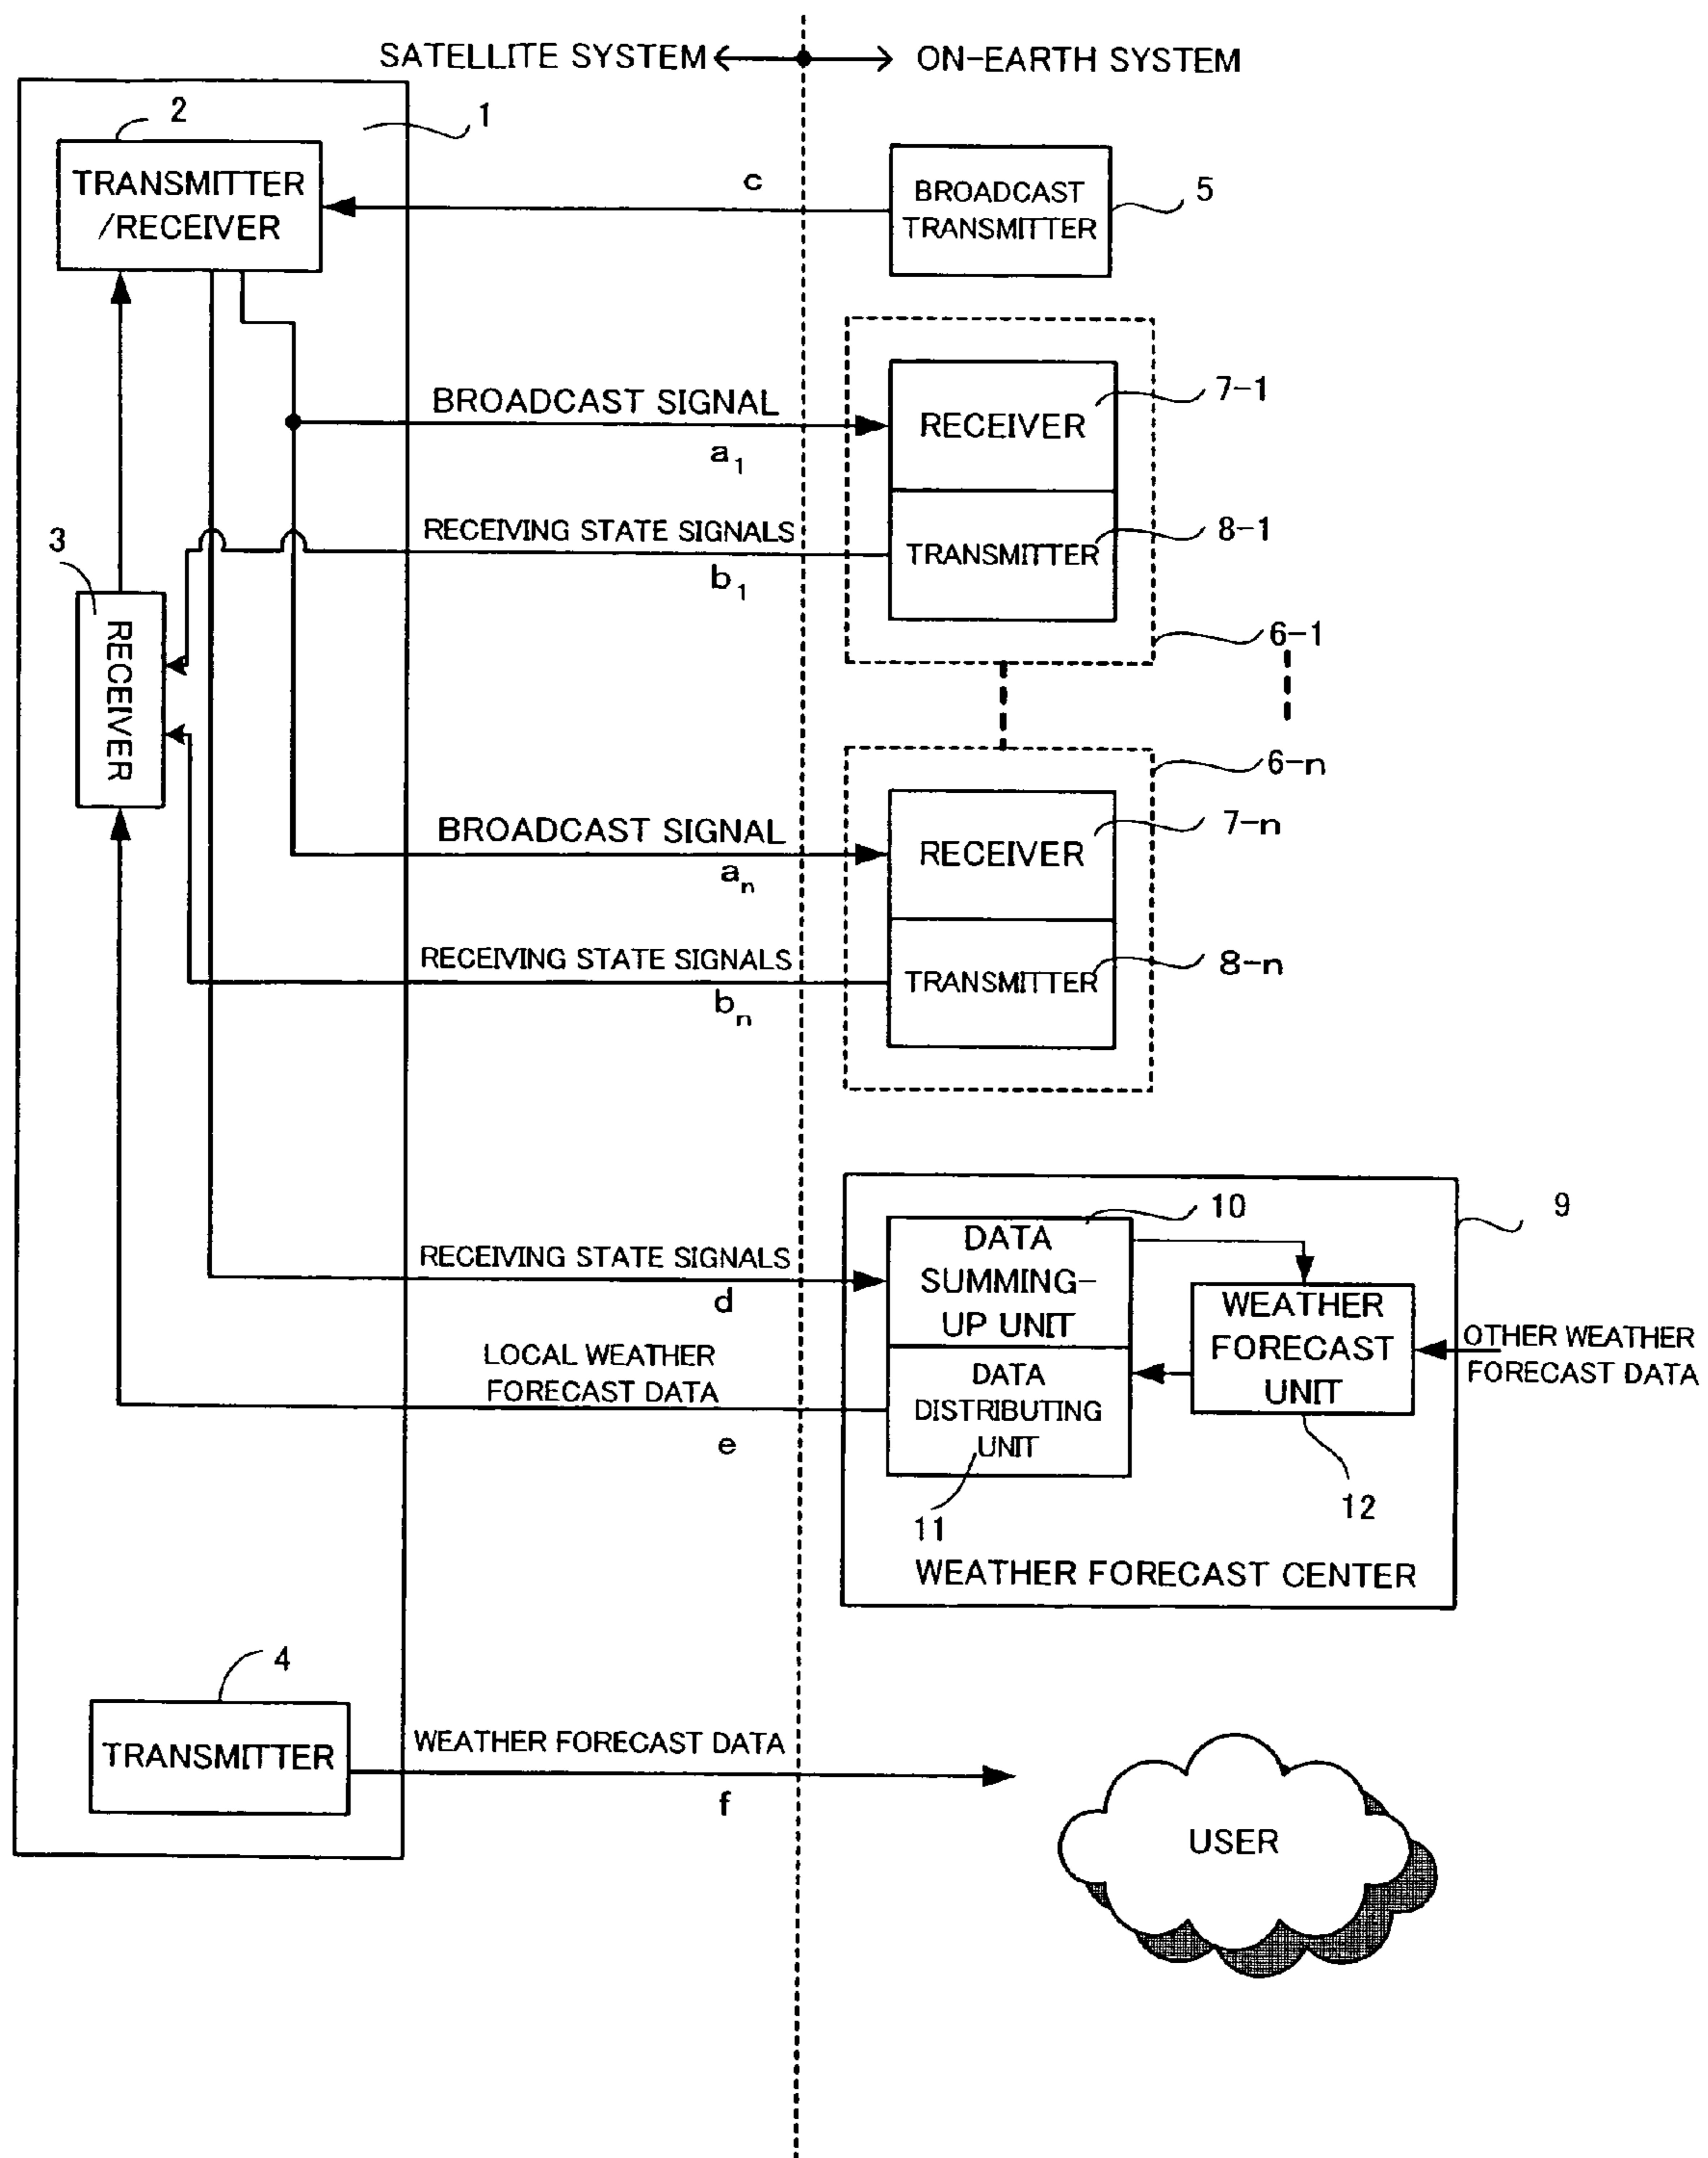 SATELLITE SYSTEM
ON-EARTH SYSTEM
2
1
TRANSMITTER
/RECEIVER
c
BROADCAST
TRANSMITTER
5
BROADCAST SIGNAL
a1
RECEIVER
7-1
RECEIVING STATE SIGNALS
b1
TRANSMITTER
8-1
3
RECEIVER
6-1
6-n
BROADCAST SIGNAL
an
RECEIVER
7-n
RECEIVING STATE SIGNALS
bn
TRANSMITTER
8-n
10
9
RECEIVING STATE SIGNALS
d
DATA
SUMMING-
UP UNIT
WEATHER
FORECAST
UNIT
OTHER WEATHER
FORECAST DATA
LOCAL WEATHER
FORECAST DATA
e
DATA
DISTRIBUTING
UNIT
11
12
WEATHER FORECAST CENTER
4
TRANSMITTER
WEATHER FORECAST DATA
f
USER